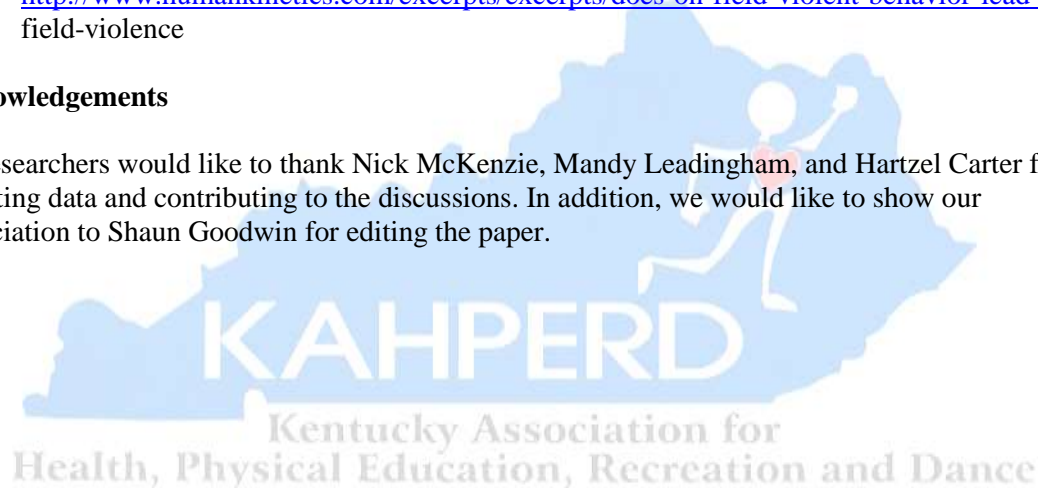 http://www.humankinetics.com/excerpts/excerpts/does-on-field-violent-behavior-lead-
field-violence
owledgements
searchers would like to thank Nick McKenzie, Mandy Leadingham, and Hartzel Carter f
ting data and contributing to the discussions. In addition, we would like to show our
ciation to Shaun Goodwin for editing the paper.
KAHPERD
Kentucky Association for
Health, Physical Education, Recreation and Dance